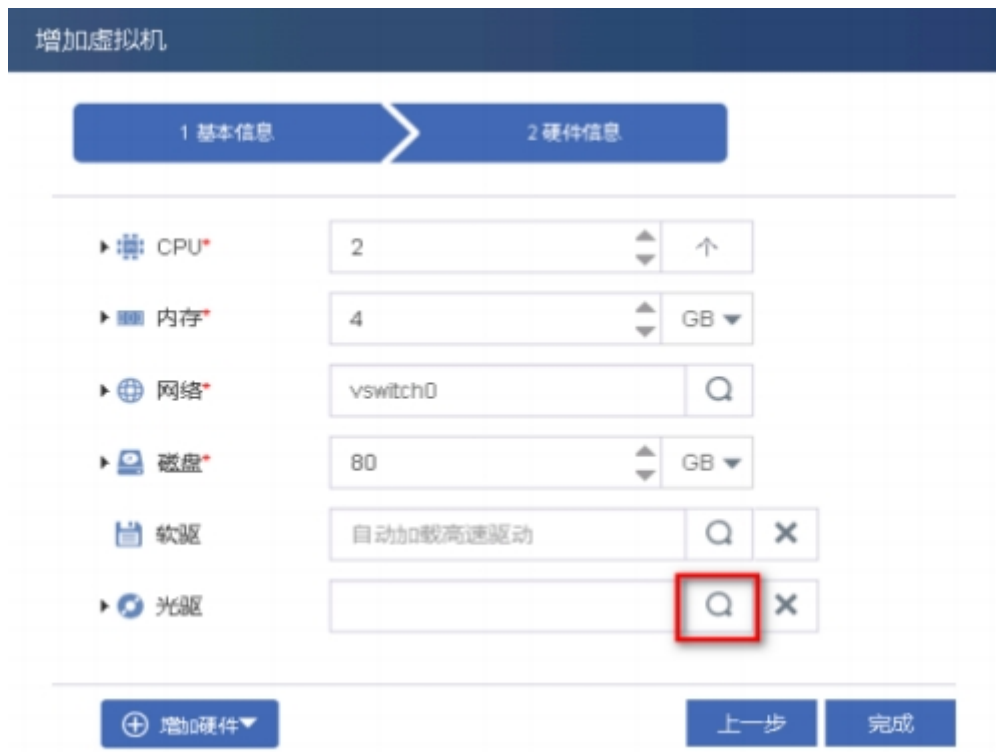 增加虚拟机
1 基本信息
2 硬件信息
CPU*
2
个
内存*
4
GB
网络*
vswitch0
磁盘*
80
GB
软驱
自动加载高速驱动
光驱
增加硬件
上一步
完成